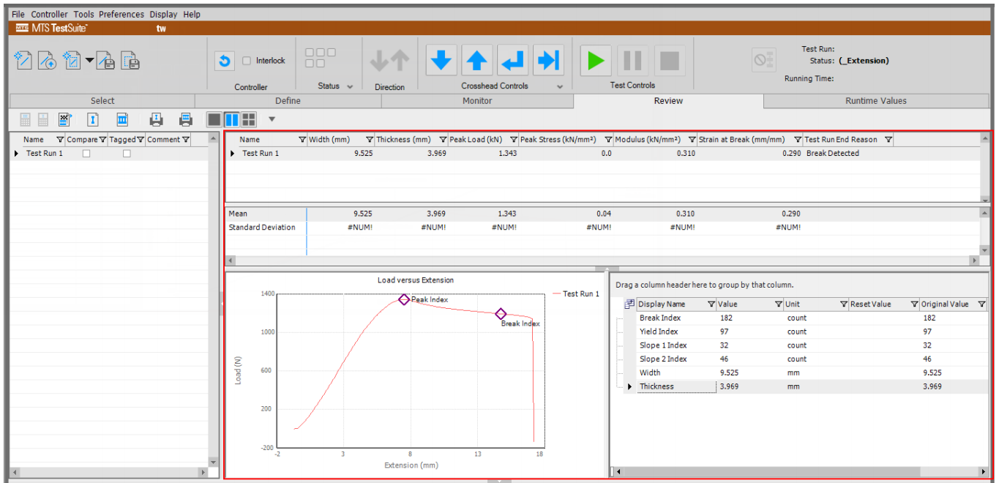 File Controller Tools Preferences Display Help
MTS MTS TestSuite™ tw
Interlock
Controller Status Direction Crosshead Controls Test Controls
Test Run:
Status: (_Extension)
Running Time:
Select Define Monitor Review Runtime Values
Name Compare Tagged Comment
Test Run 1
Name Width (mm) Thickness (mm) Peak Load (kN) Peak Stress (kN/mm²) Modulus (kN/mm²) Strain at Break (mm/mm) Test Run End Reason
Test Run 1 9.525 3.969 1.343 0.0 0.310 0.290 Break Detected
Mean 9.525 3.969 1.343 0.04 0.310 0.290
Standard Deviation #NUM! #NUM! #NUM! #NUM! #NUM! #NUM!
Load versus Extension
Test Run 1
1400
1000
600
200
-200
Load (N)
Peak Index
Break Index
-2 3 8 13 18
Extension (mm)
Drag a column header here to group by that column.
Display Name Value Unit Reset Value Original Value
Break Index 182 count 182
Yield Index 97 count 97
Slope 1 Index 32 count 32
Slope 2 Index 46 count 46
Width 9.525 mm 9.525
Thickness 3.969 mm 3.969